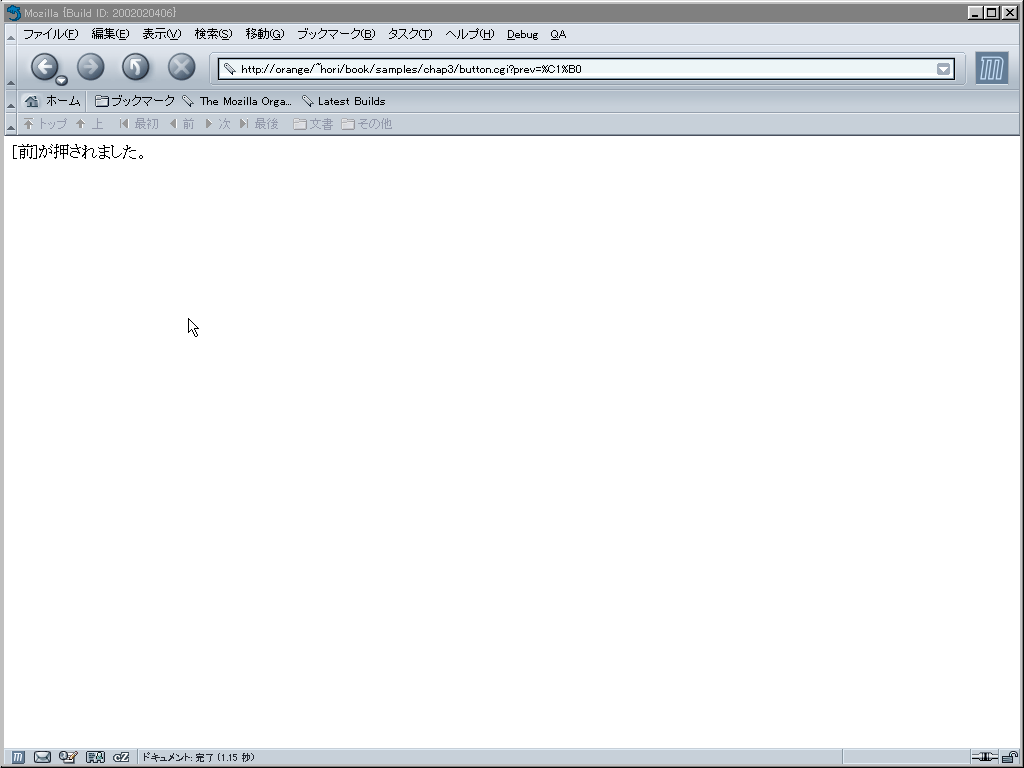 Mozilla {Build ID: 2002020406}
ファイル(F) 編集(E) 表示(V) 検索(S) 移動(G) ブックマーク(B) タスク(T) ヘルプ(H) Debug QA
http://orange/~hori/book/samples/chap3/button.cgi?prev=%C1%B0
ホーム ブックマーク The Mozilla Orga... Latest Builds
トップ 上 最初 前 次 最後 文書 その他
[前]が押されました。
ドキュメント: 完了 (1.15 秒)